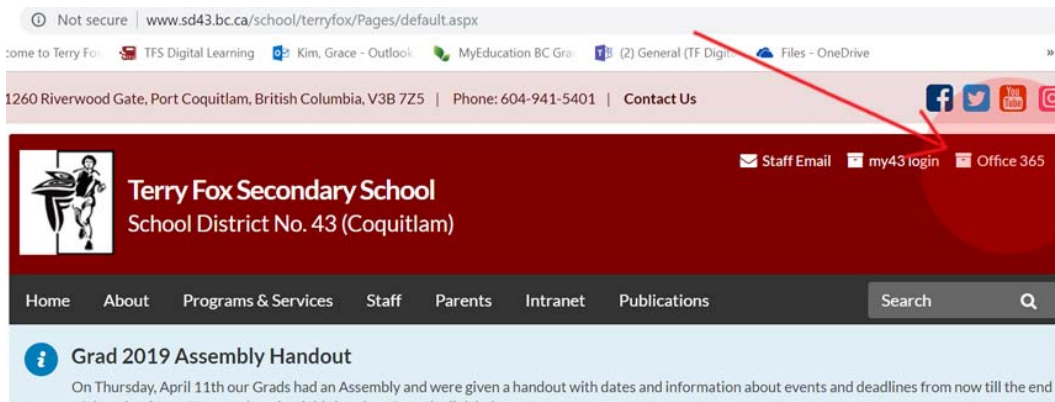 Not secure | www.sd43.bc.ca/school/terryfox/Pages/default.aspx
come to Terry Fo TFS Digital Learning Kim, Grace - Outlook MyEducation BC Gra (2) General (TF Digit Files - OneDrive »
1260 Riverwood Gate, Port Coquitlam, British Columbia, V3B 7Z5 | Phone: 604-941-5401 | Contact Us
You Tube
Staff Email my43 login Office 365
Terry Fox Secondary School
School District No. 43 (Coquitlam)
Home About Programs & Services Staff Parents Intranet Publications Search
Grad 2019 Assembly Handout
On Thursday, April 11th our Grads had an Assembly and were given a handout with dates and information about events and deadlines from now till the end